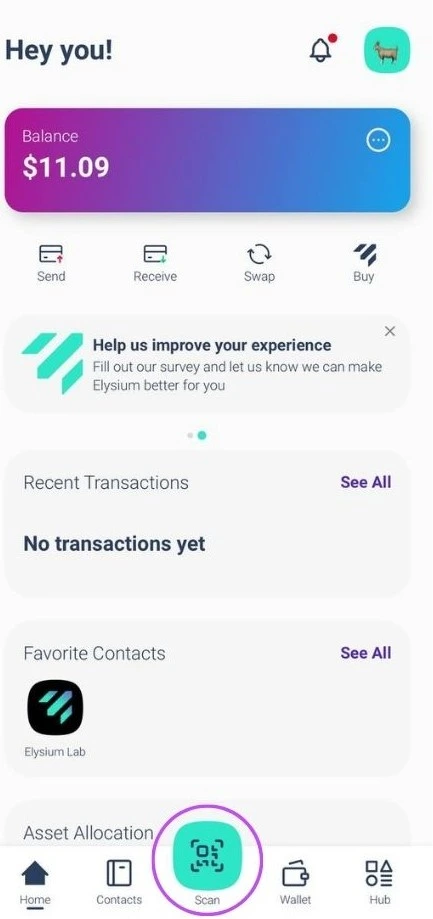 Hey you!
Balance
$11.09
Send Receive Swap Buy
Help us improve your experience
Fill out our survey and let us know we can make
Elysium better for you
Recent Transactions See All
No transactions yet
Favorite Contacts See All
Elysium Lab
Asset Allocation
Home Contacts Scan Wallet Hub